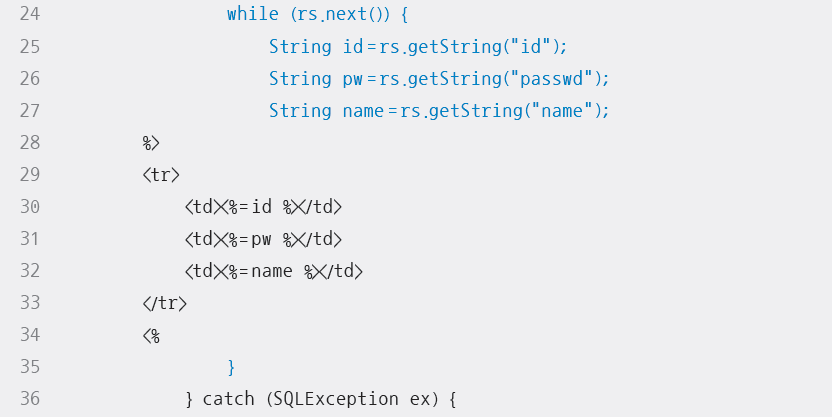 24                while (rs.next()) {
25                    String id=rs.getString("id");
26                    String pw=rs.getString("passwd");
27                    String name=rs.getString("name");
28        %>
29        <tr>
30            <td><%=id %></td>
31            <td><%=pw %></td>
32            <td><%=name %></td>
33        </tr>
34        <%
35                }
36            } catch (SQLException ex) {